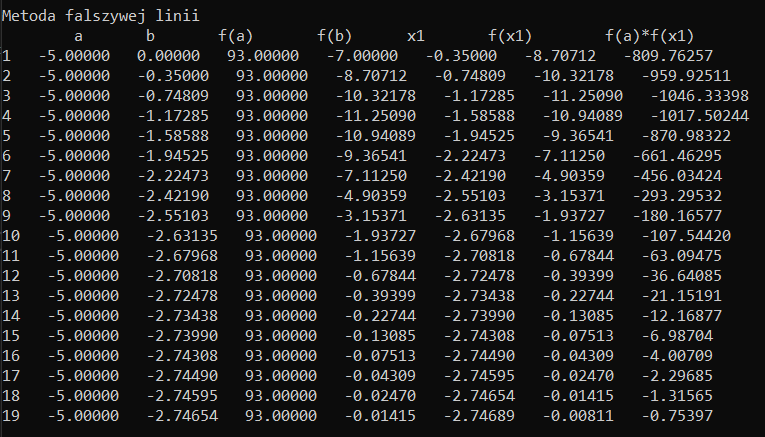 Metoda falszywej linii
a b f(a) f(b) x1 f(x1) f(a)*f(x1)
1 -5.00000 0.00000 93.00000 -7.00000 -0.35000 -8.70712 -809.76257
2 -5.00000 -0.35000 93.00000 -8.70712 -0.74809 -10.32178 -959.92511
3 -5.00000 -0.74809 93.00000 -10.32178 -1.17285 -11.25090 -1046.33398
4 -5.00000 -1.17285 93.00000 -11.25090 -1.58588 -10.94089 -1017.50244
5 -5.00000 -1.58588 93.00000 -10.94089 -1.94525 -9.36541 -870.98322
6 -5.00000 -1.94525 93.00000 -9.36541 -2.22473 -7.11250 -661.46295
7 -5.00000 -2.22473 93.00000 -7.11250 -2.42190 -4.90359 -456.03424
8 -5.00000 -2.42190 93.00000 -4.90359 -2.55103 -3.15371 -293.29532
9 -5.00000 -2.55103 93.00000 -3.15371 -2.63135 -1.93727 -180.16577
10 -5.00000 -2.63135 93.00000 -1.93727 -2.67968 -1.15639 -107.54420
11 -5.00000 -2.67968 93.00000 -1.15639 -2.70818 -0.67844 -63.09475
12 -5.00000 -2.70818 93.00000 -0.67844 -2.72478 -0.39399 -36.64085
13 -5.00000 -2.72478 93.00000 -0.39399 -2.73438 -0.22744 -21.15191
14 -5.00000 -2.73438 93.00000 -0.22744 -2.73990 -0.13085 -12.16877
15 -5.00000 -2.73990 93.00000 -0.13085 -2.74308 -0.07513 -6.98704
16 -5.00000 -2.74308 93.00000 -0.07513 -2.74490 -0.04309 -4.00709
17 -5.00000 -2.74490 93.00000 -0.04309 -2.74595 -0.02470 -2.29685
18 -5.00000 -2.74595 93.00000 -0.02470 -2.74654 -0.01415 -1.31565
19 -5.00000 -2.74654 93.00000 -0.01415 -2.74689 -0.00811 -0.75397